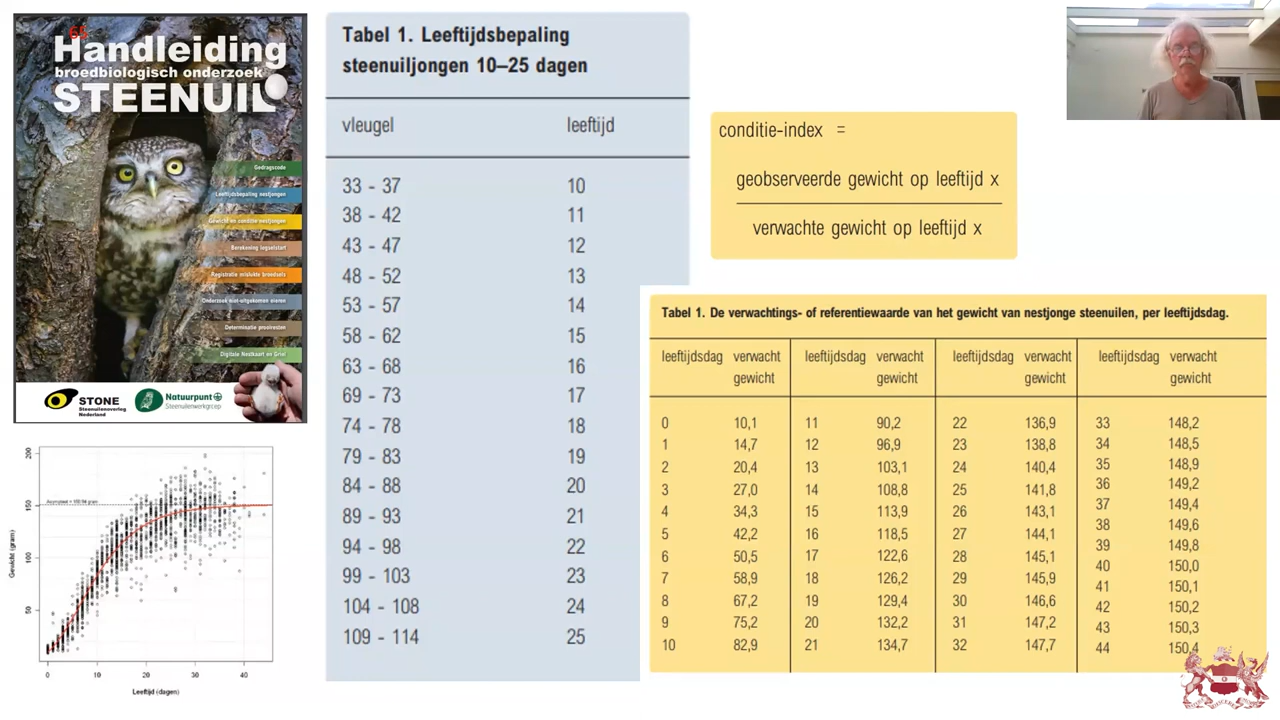 65
Handleiding
broedbiologisch onderzoek
STEENUIL
Gedragscode
Leeftijdsbepaling nestjongen
Gewicht en conditie nestjongen
Berekening legselstart
Registratie mislukte broedsels
Onderzoek niet-uitgekomen eieren
Determinatie prooiresten
Digitale Nestkaart en Griel
STONE
Steenuilenoverleg
Nederland
Natuurpunt
Steenuilenwerkgroep
Tabel 1. Leeftijdsbepaling
steenuiljongen 10–25 dagen
vleugel leeftijd
33 - 37 10
38 - 42 11
43 - 47 12
48 - 52 13
53 - 57 14
58 - 62 15
63 - 68 16
69 - 73 17
74 - 78 18
79 - 83 19
84 - 88 20
89 - 93 21
94 - 98 22
99 - 103 23
104 - 108 24
109 - 114 25
conditie-index =
geobserveerde gewicht op leeftijd x
verwachte gewicht op leeftijd x
Tabel 1. De verwachtings- of referentiewaarde van het gewicht van nestjonge steenuilen, per leeftijdsdag.
leeftijdsdag verwacht leeftijdsdag verwacht leeftijdsdag verwacht leeftijdsdag verwacht
gewicht gewicht gewicht gewicht
0 10,1 11 90,2 22 136,9 33 148,2
1 14,7 12 96,9 23 138,8 34 148,5
2 20,4 13 103,1 24 140,4 35 148,9
3 27,0 14 108,8 25 141,8 36 149,2
4 34,3 15 113,9 26 143,1 37 149,4
5 42,2 16 118,5 27 144,1 38 149,6
6 50,5 17 122,6 28 145,1 39 149,8
7 58,9 18 126,2 29 145,9 40 150,0
8 67,2 19 129,4 30 146,6 41 150,1
9 75,2 20 132,2 31 147,2 42 150,2
10 82,9 21 134,7 32 147,7 43 150,3
44 150,4
200
150
100
50
Gewicht (gram)
0 10 20 30 40
Leeftijd (dagen)